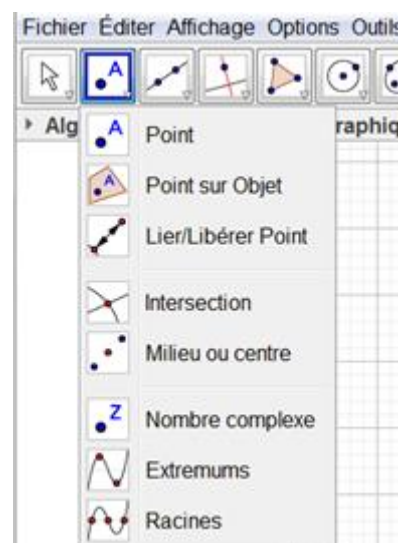 Fichier Éditer Affichage Options Outils
A
Alg raphiq
A Point
A Point sur Objet
Lier/Libérer Point
Intersection
Milieu ou centre
Z Nombre complexe
Extremums
Racines